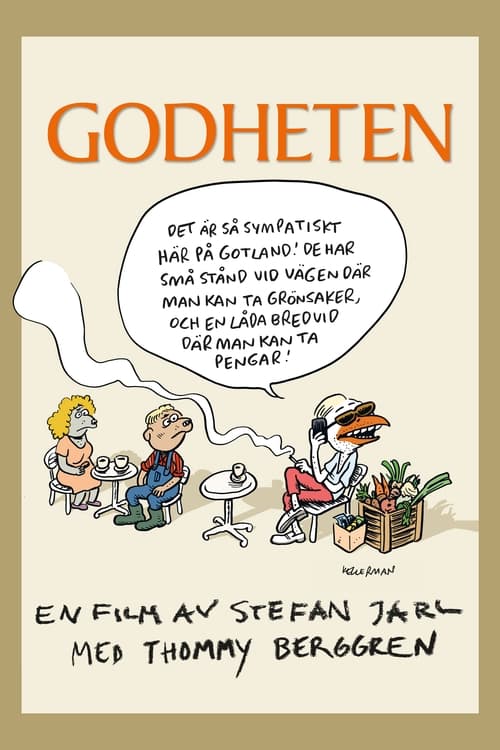 GODHETEN
DET ÄR SÅ SYMPATISKT
HÄR PÅ GOTLAND! DE HAR
SMÅ STÅND VID VÄGEN DÄR
MAN KAN TA GRÖNSAKER,
OCH EN LÅDA BREDVID
DÄR MAN KAN TA
PENGAR!
KELLERMAN
EN FILM AV STEFAN JARL
MED THOMMY BERGGREN